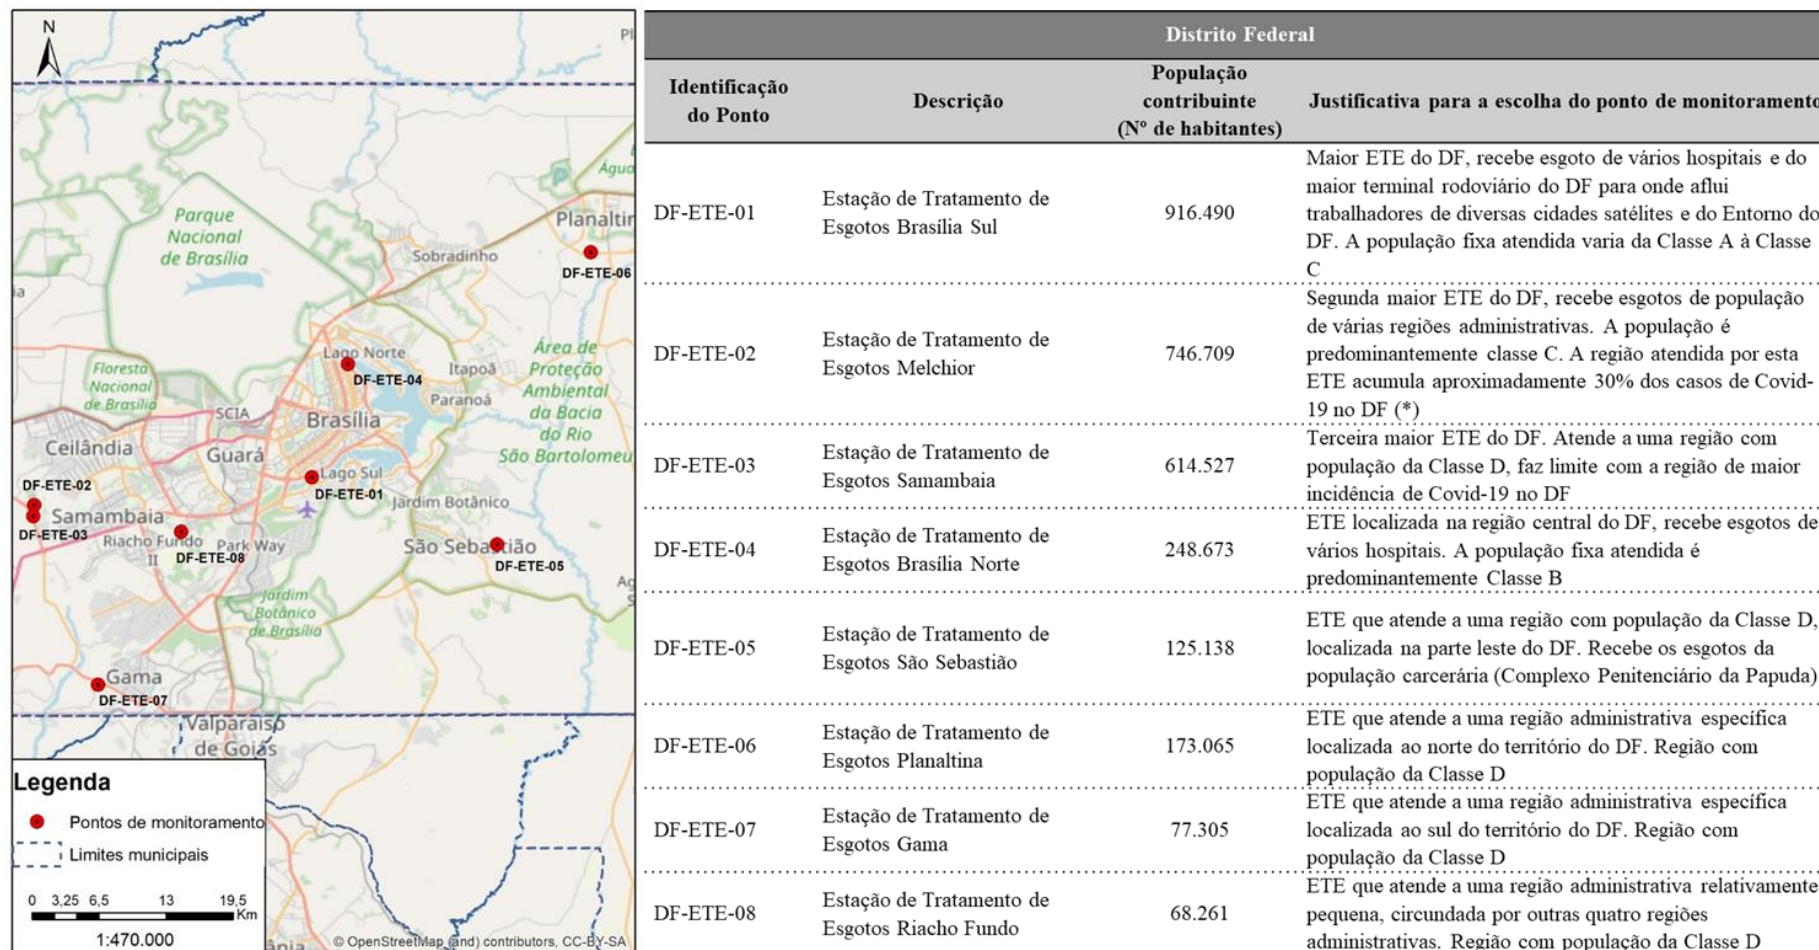 N
Pl
Água
Parque
Nacional
de Brasília
Planaltin
Sobradinho
DF-ETE-06
ia
Lago Norte
Área de
Proteção
Ambiental
da Bacia
do Rio
São Bartolomeu
Floresta
Nacional
de Brasília
DF-ETE-04
Itapoã
Paranoá
SCIA
Brasília
Ceilândia
Guará
Lago Sul
DF-ETE-01
DF-ETE-02
Jardim Botânico
Samambaia
DF-ETE-03
Riacho Fundo
II
Park Way
DF-ETE-08
São Sebastião
DF-ETE-05
Jardim
Botânico
de Brasília
Gama
DF-ETE-07
Valparaíso
de Goiás
Legenda
Pontos de monitoramento
Limites municipais
0 3,25 6,5 13 19,5
Km
1:470.000
ânia
© OpenStreetMap (and) contributors, CC-BY-SA
Distrito Federal
Identificação
do Ponto
Descrição
População
contribuinte
(Nº de habitantes)
Justificativa para a escolha do ponto de monitoramento
DF-ETE-01
Estação de Tratamento de
Esgotos Brasília Sul
916.490
Maior ETE do DF, recebe esgoto de vários hospitais e do
maior terminal rodoviário do DF para onde aflui
trabalhadores de diversas cidades satélites e do Entorno do
DF. A população fixa atendida varia da Classe A à Classe
C
DF-ETE-02
Estação de Tratamento de
Esgotos Melchior
746.709
Segunda maior ETE do DF, recebe esgotos de população
de várias regiões administrativas. A população é
predominantemente classe C. A região atendida por esta
ETE acumula aproximadamente 30% dos casos de Covid-
19 no DF (*)
DF-ETE-03
Estação de Tratamento de
Esgotos Samambaia
614.527
Terceira maior ETE do DF. Atende a uma região com
população da Classe D, faz limite com a região de maior
incidência de Covid-19 no DF
DF-ETE-04
Estação de Tratamento de
Esgotos Brasília Norte
248.673
ETE localizada na região central do DF, recebe esgotos de
vários hospitais. A população fixa atendida é
predominantemente Classe B
DF-ETE-05
Estação de Tratamento de
Esgotos São Sebastião
125.138
ETE que atende a uma região com população da Classe D,
localizada na parte leste do DF. Recebe os esgotos da
população carcerária (Complexo Penitenciário da Papuda)
DF-ETE-06
Estação de Tratamento de
Esgotos Planaltina
173.065
ETE que atende a uma região administrativa específica
localizada ao norte do território do DF. Região com
população da Classe D
DF-ETE-07
Estação de Tratamento de
Esgotos Gama
77.305
ETE que atende a uma região administrativa específica
localizada ao sul do território do DF. Região com
população da Classe D
DF-ETE-08
Estação de Tratamento de
Esgotos Riacho Fundo
68.261
ETE que atende a uma região administrativa relativamente
pequena, circundada por outras quatro regiões
administrativas. Região com população da Classe D